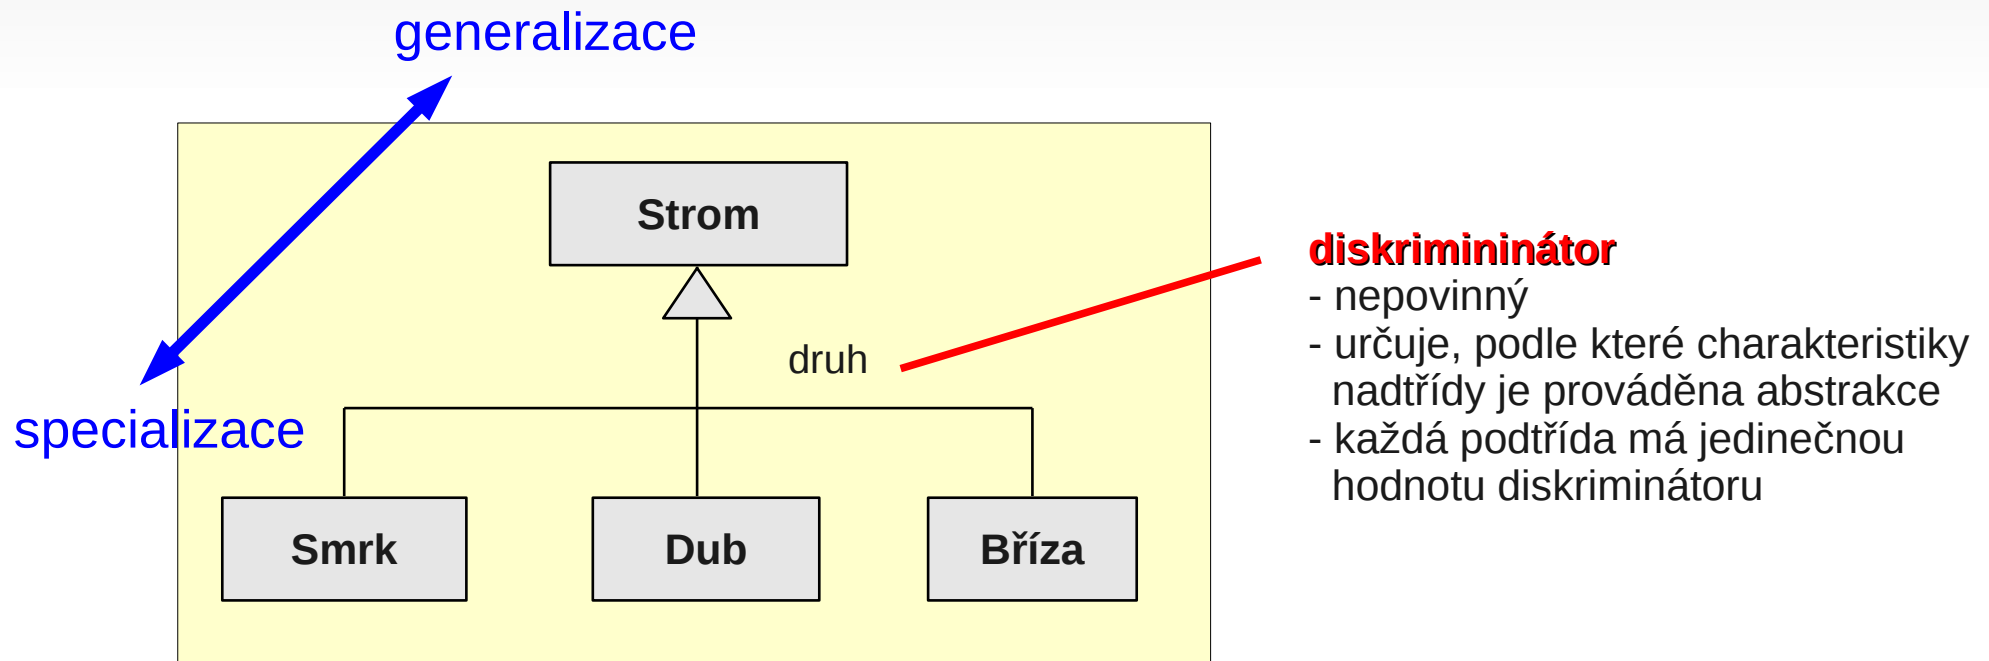 generalizace
Strom
druh
specializace
Smrk
Dub
Bříza
diskrimininátor
- nepovinný
- určuje, podle které charakteristiky
nadtřídy je prováděna abstrakce
- každá podtřída má jedinečnou
hodnotu diskriminátoru